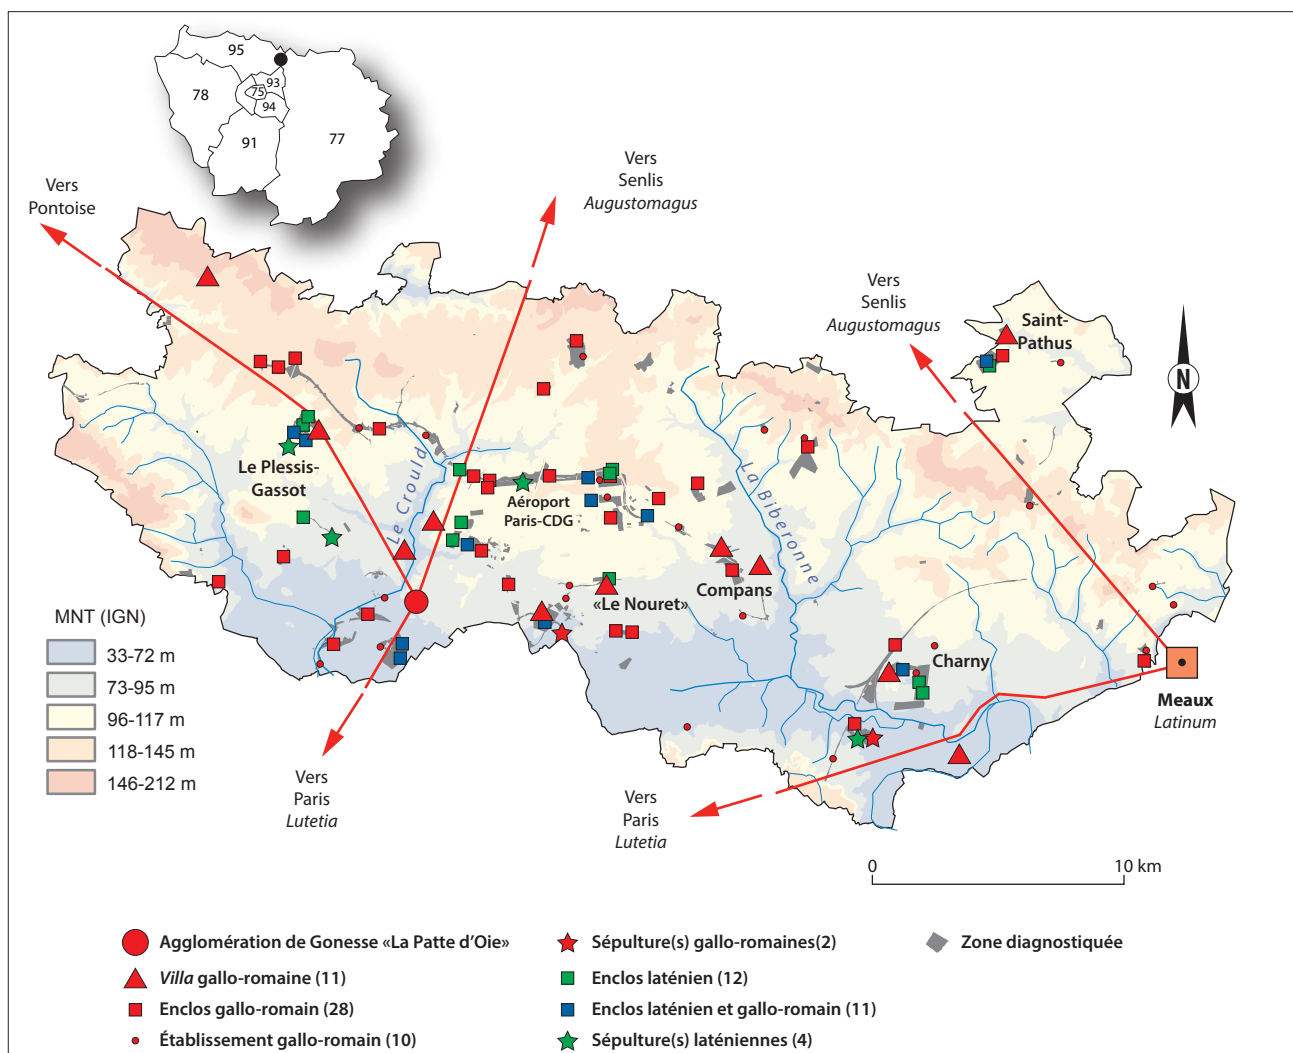 95
93
78
75
94
91
77
Vers
Pontoise
Vers
Senlis
Augustomagus
Vers
Senlis
Augustomagus
Saint-
Pathus
N
Le Plessis-
Gassot
Le Crould
Aéroport
Paris-CDG
La Biberonne
Compans
«Le Nouret»
Charny
Meaux
Latinum
MNT (IGN)
33-72 m
73-95 m
96-117 m
118-145 m
146-212 m
Vers
Paris
Lutetia
Vers
Paris
Lutetia
0 10 km
Agglomération de Gonesse «La Patte d'Oie»
Villa gallo-romaine (11)
Enclos gallo-romain (28)
Établissement gallo-romain (10)
Sépulture(s) gallo-romaines(2)
Enclos laténien (12)
Enclos laténien et gallo-romain (11)
Sépulture(s) laténiennes (4)
Zone diagnostiquée